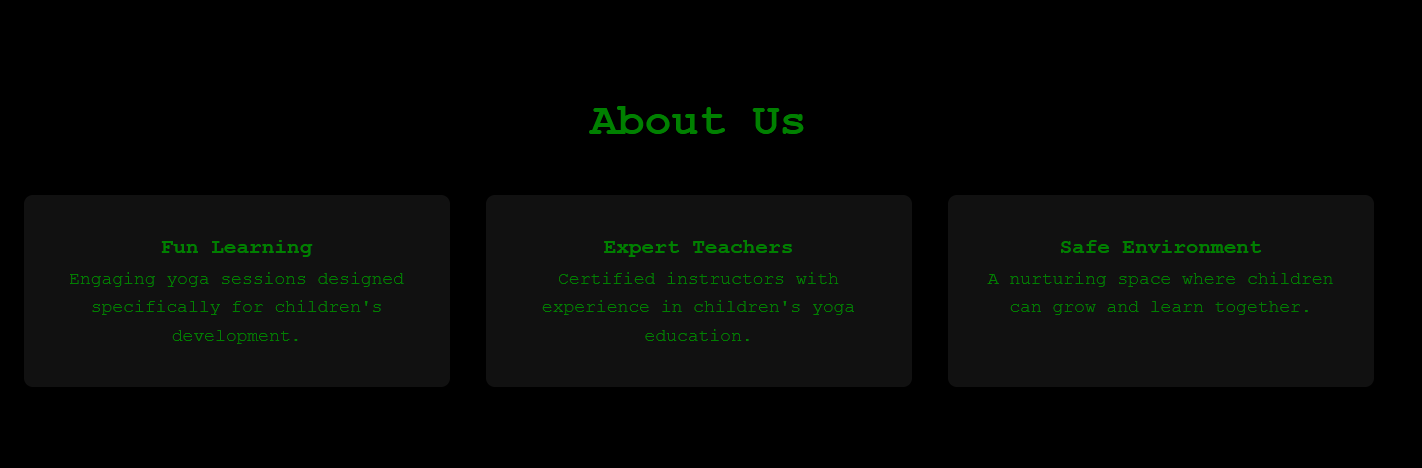 About Us
Fun Learning
Engaging yoga sessions designed
specifically for children's
development.
Expert Teachers
Certified instructors with
experience in children's yoga
education.
Safe Environment
A nurturing space where children
can grow and learn together.